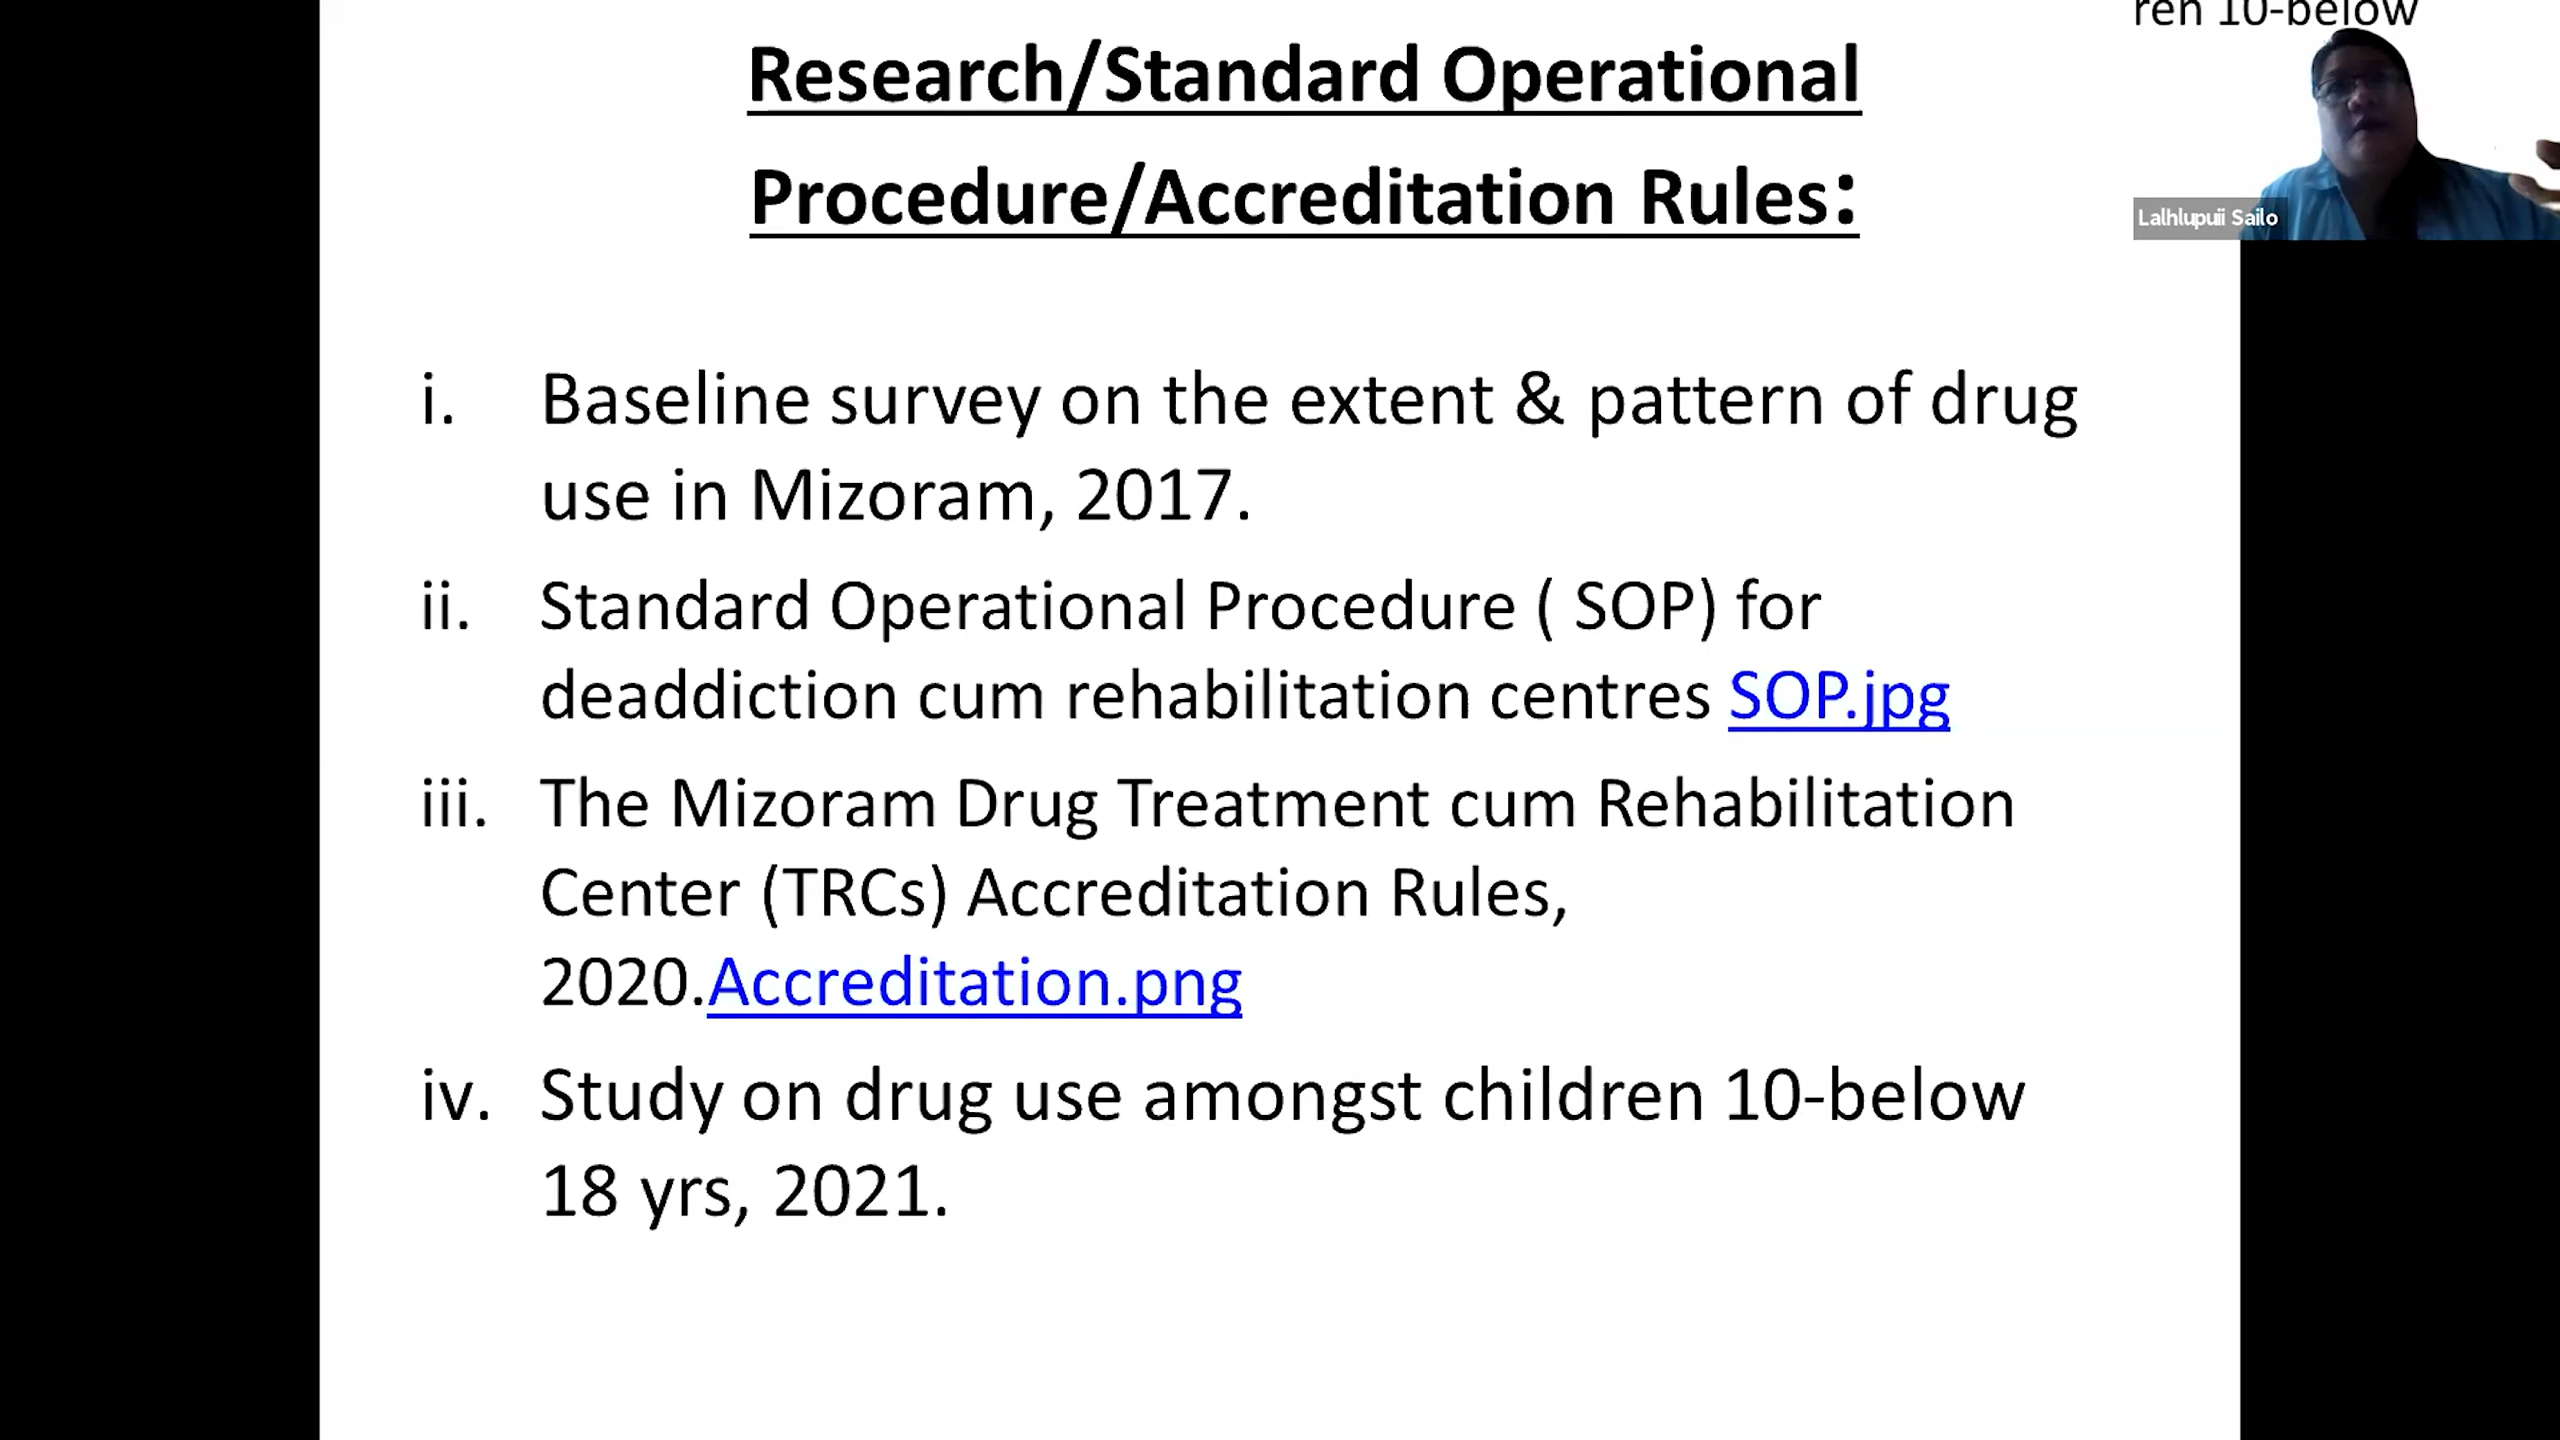 ren 10-below
Research/Standard Operational
Procedure/Accreditation Rules:
Lalhlupuii Sailo
i. Baseline survey on the extent & pattern of drug
use in Mizoram, 2017.
ii. Standard Operational Procedure ( SOP) for
deaddiction cum rehabilitation centres SOP.jpg
iii. The Mizoram Drug Treatment cum Rehabilitation
Center (TRCs) Accreditation Rules,
2020.Accreditation.png
iv. Study on drug use amongst children 10-below
18 yrs, 2021.